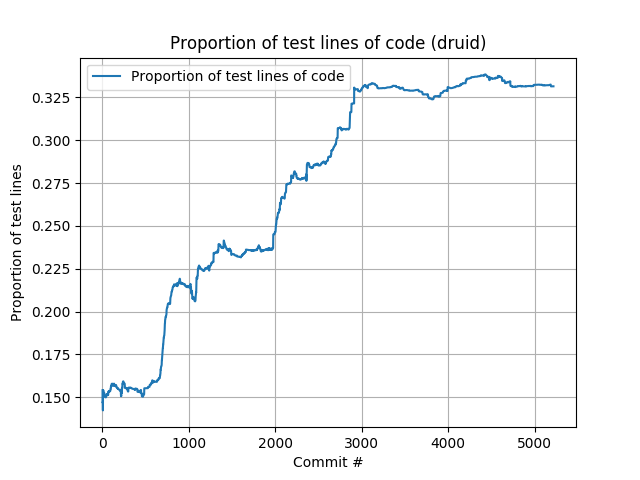 Proportion of test lines of code (druid)
Proportion of test lines of code
Proportion of test lines
0.325
0.300
0.275
0.250
0.225
0.200
0.175
0.150
0 1000 2000 3000 4000 5000
Commit #